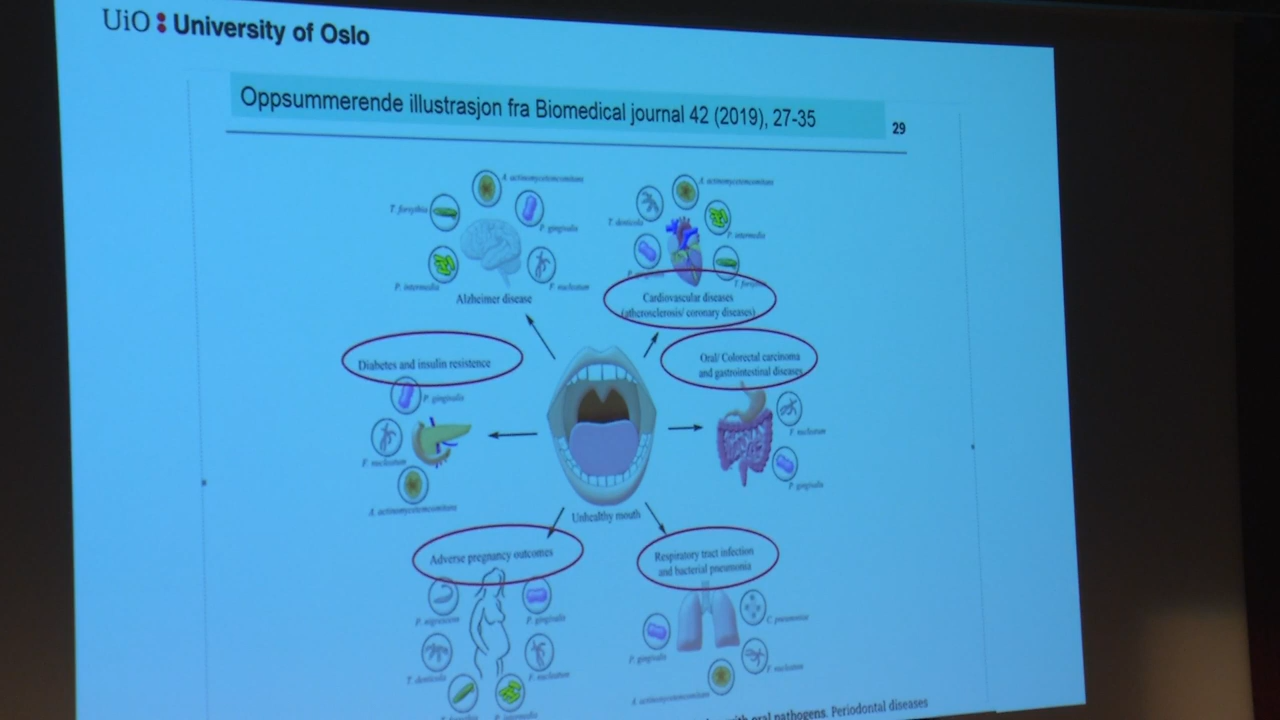 UiO : University of Oslo
Oppsummerende illustrasjon fra Biomedical journal 42 (2019), 27-35
29
A. actinomycetemcomitans
A. actinomycetemcomitans
T. forsythia
T. denticola
P. gingivalis
P. intermedia
P. intermedia
F. nucleatum
T. forsythia
Alzheimer disease
Cardiovascular diseases
(atherosclerosis/ coronary diseases)
Diabetes and insulin resistence
Oral/ Colorectal carcinoma
and gastrointestinal diseases
P. gingivalis
F. nucleatum
F. nucleatum
P. gingivalis
A. actinomycetemcomitans
Unhealthy mouth
Adverse pregnancy outcomes
Respiratory tract infection
and bacterial pneumonia
P. nigrescens
P. gingivalis
C. pneumonia
P. gingivalis
F. nucleatum
T. denticola
F. nucleatum
A. actinomycetemcomitans
P. intermedia
with oral pathogens. Periodontal diseases